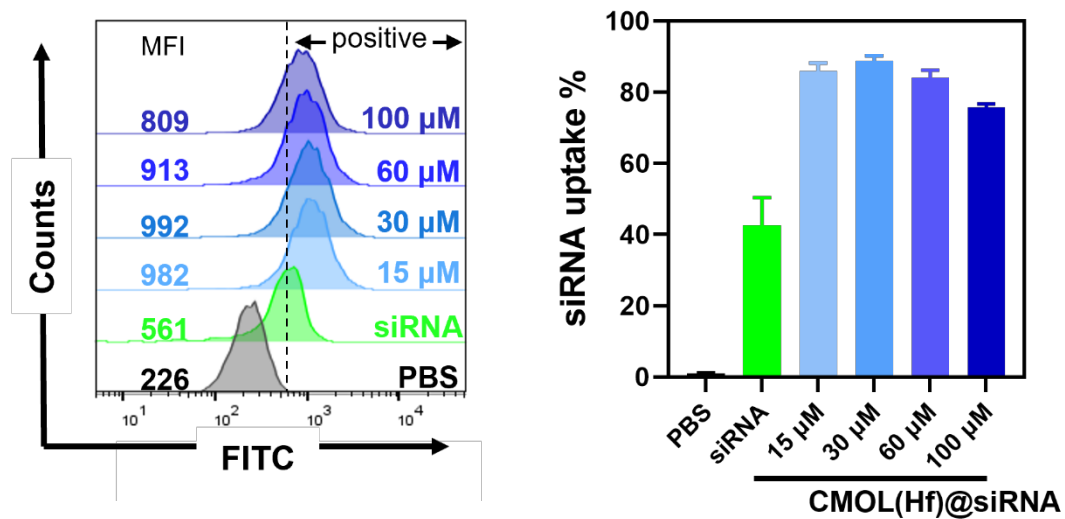 MFI
positive
809
100 µM
913
60 µM
992
30 µM
982
15 µM
561
siRNA
226
PBS
10¹
10²
10³
10⁴
Counts
FITC
siRNA uptake %
100
80
60
40
20
0
PBS
siRNA
15 µM
30 µM
60 µM
100 µM
CMOL(Hf)@siRNA